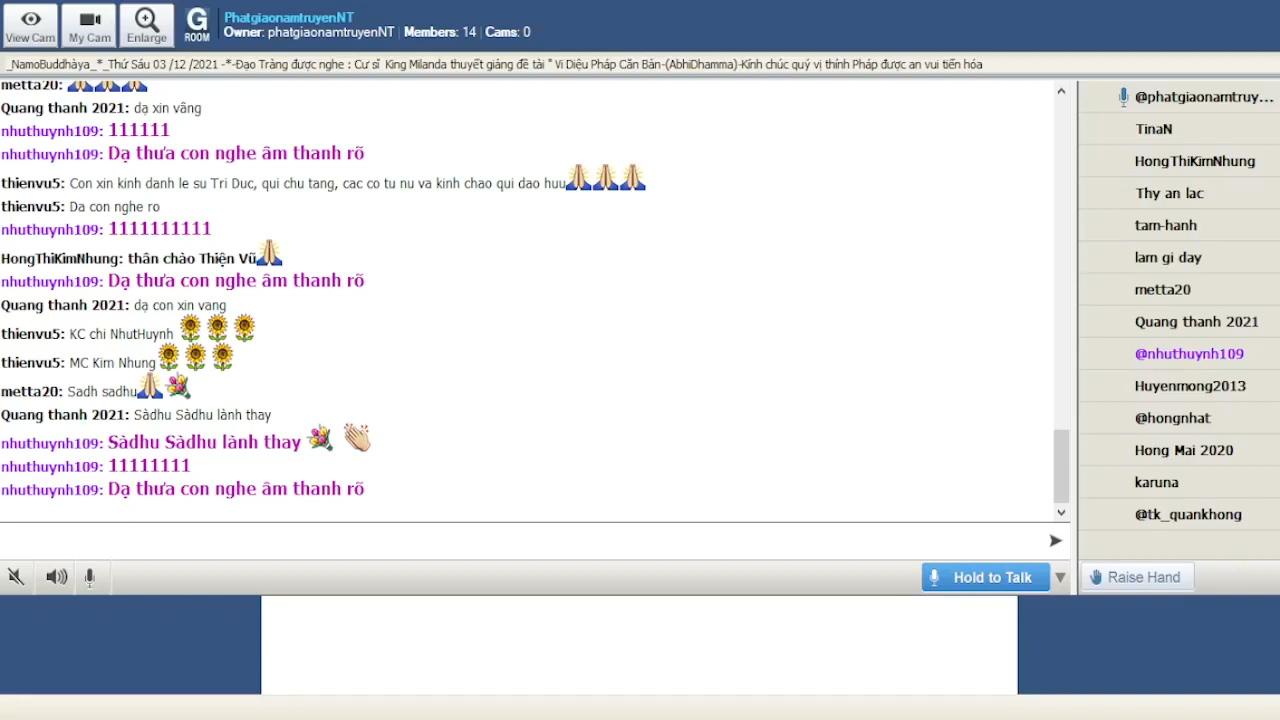 View Cam
My Cam
Enlarge
G
ROOM
PhatgiaonamtruyenNT
Owner: phatgiaonamtruyenNT | Members: 14 | Cams: 0
_NamoBuddhàya_*_Thứ Sáu 03 /12 /2021 -*-Đạo Tràng được nghe : Cư sĩ  King Milanda thuyết giảng đề tài " Vi Diệu Pháp Căn Bản-(AbhiDhamma)-Kính chúc quý vị thính Pháp được an vui tiến hóa
metta20:
Quang thanh 2021: dạ xin vâng
nhuthuynh109: 111111
nhuthuynh109: Dạ thưa con nghe âm thanh rõ
thienvu5: Con xin kinh danh le su Tri Duc, qui chu tang, cac co tu nu va kinh chao qui dao huu
thienvu5: Da con nghe ro
nhuthuynh109: 1111111111
HongThiKimNhung: thân chào Thiện Vũ
nhuthuynh109: Dạ thưa con nghe âm thanh rõ
Quang thanh 2021: dạ con xin vang
thienvu5: KC chi NhutHuynh
thienvu5: MC Kim Nhung
metta20: Sadh sadhu
Quang thanh 2021: Sàdhu Sàdhu lành thay
nhuthuynh109: Sàdhu Sàdhu lành thay
nhuthuynh109: 11111111
nhuthuynh109: Dạ thưa con nghe âm thanh rõ
@phatgiaonamtruy...
TinaN
HongThiKimNhung
Thy an lac
tam-hanh
lam gi day
metta20
Quang thanh 2021
@nhuthuynh109
Huyenmong2013
@hongnhat
Hong Mai 2020
karuna
@tk_quankhong
Hold to Talk
Raise Hand